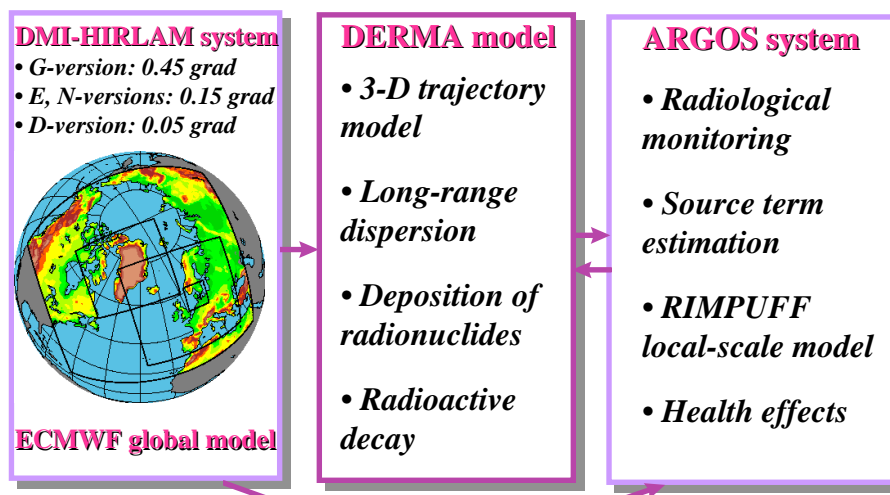 DMI-HIRLAM system
• G-version: 0.45 grad
• E, N-versions: 0.15 grad
• D-version: 0.05 grad
ECMWF global model
DERMA model
• 3-D trajectory
model
• Long-range
dispersion
• Deposition of
radionuclides
• Radioactive
decay
ARGOS system
• Radiological
monitoring
• Source term
estimation
• RIMPUFF
local-scale model
• Health effects